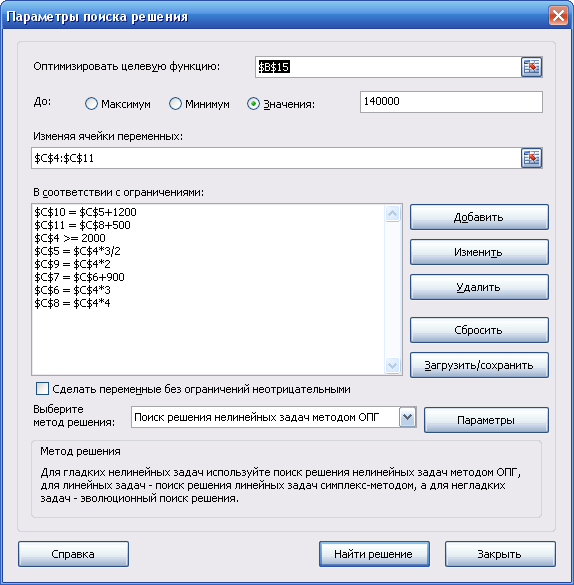 Параметры поиска решения
Оптимизировать целевую функцию:
$B$15
До:
Максимум
Минимум
Значения:
140000
Изменяя ячейки переменных:
$C$4:$C$11
В соответствии с ограничениями:
$C$10 = $C$5+1200
$C$11 = $C$8+500
$C$4 >= 2000
$C$5 = $C$4*3/2
$C$9 = $C$4*2
$C$7 = $C$6+900
$C$6 = $C$4*3
$C$8 = $C$4*4
Добавить
Изменить
Удалить
Сбросить
Загрузить/сохранить
Сделать переменные без ограничений неотрицательными
Выберите
метод решения:
Поиск решения нелинейных задач методом ОПГ
Параметры
Метод решения
Для гладких нелинейных задач используйте поиск решения нелинейных задач методом ОПГ,
для линейных задач - поиск решения линейных задач симплекс-методом, а для негладких
задач - эволюционный поиск решения.
Справка
Найти решение
Закрыть